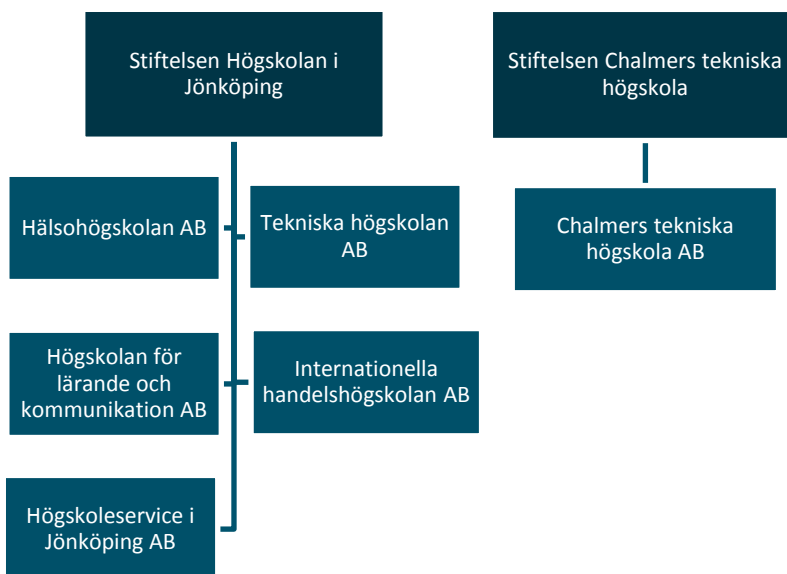 Stiftelsen Högskolan i
Jönköping
Stiftelsen Chalmers tekniska
högskola
Hälsohögskolan AB
Tekniska högskolan
AB
Chalmers tekniska
högskola AB
Högskolan för
lärande och
kommunikation AB
Internationella
handelshögskolan AB
Högskoleservice i
Jönköping AB